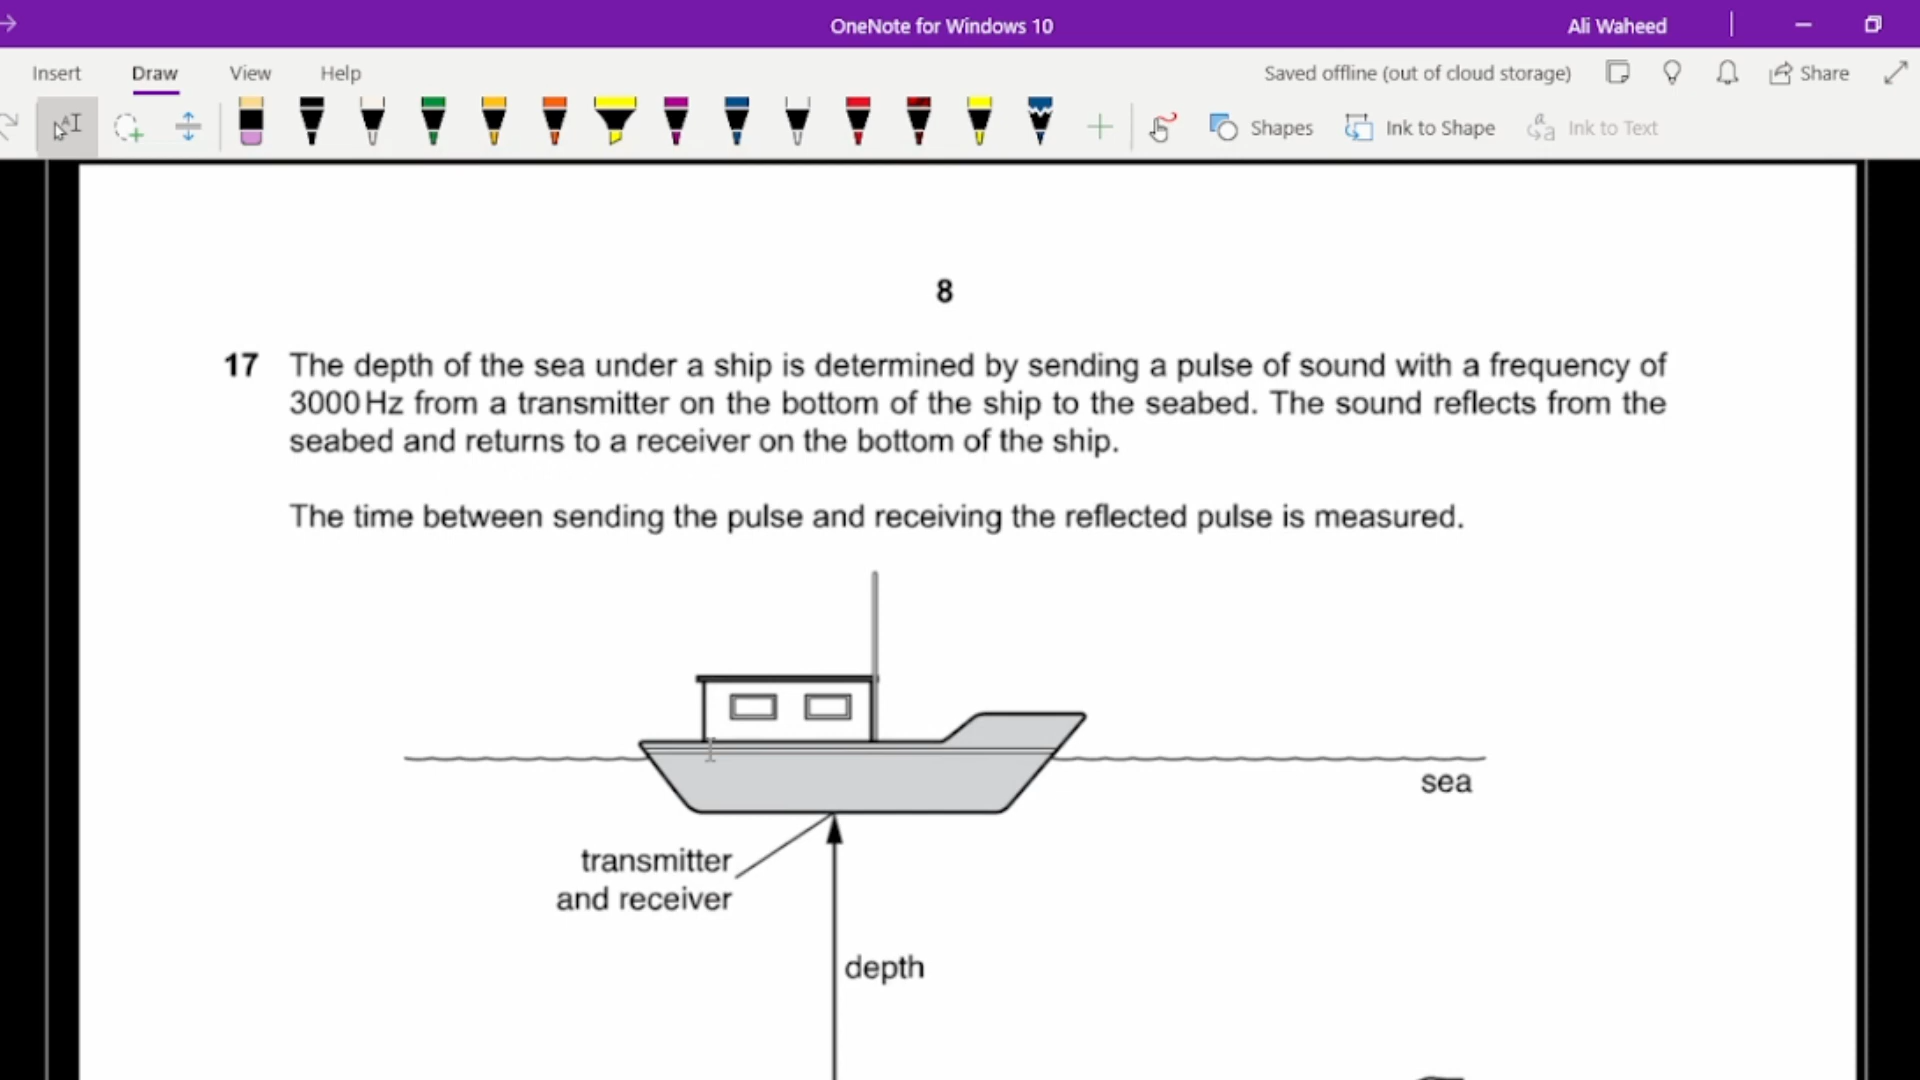 OneNote for Windows 10
Ali Waheed
Insert Draw View Help
Saved offline (out of cloud storage)
Share
Shapes
Ink to Shape
Ink to Text
8
17 The depth of the sea under a ship is determined by sending a pulse of sound with a frequency of
3000 Hz from a transmitter on the bottom of the ship to the seabed. The sound reflects from the
seabed and returns to a receiver on the bottom of the ship.
The time between sending the pulse and receiving the reflected pulse is measured.
sea
transmitter
and receiver
depth